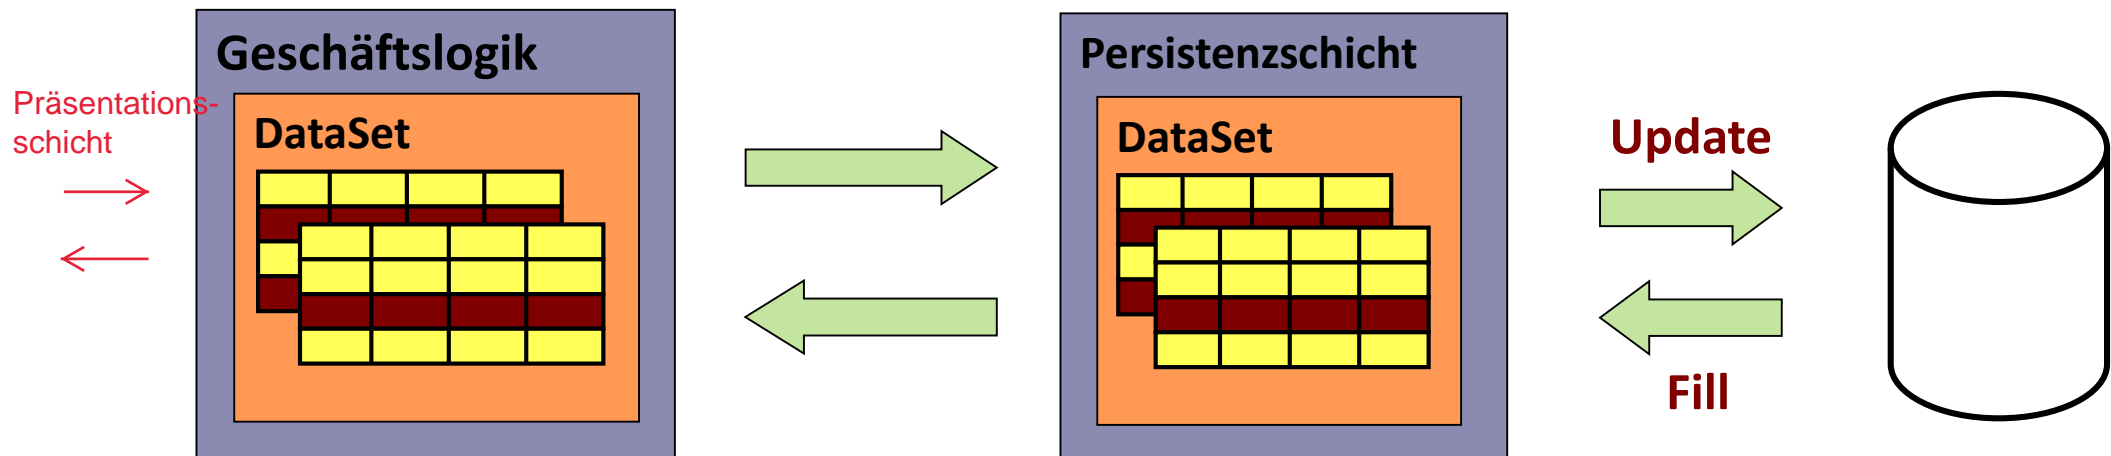 Geschäftslogik
Präsentations-
schicht
DataSet
Persistenzschicht
DataSet
Update
Fill